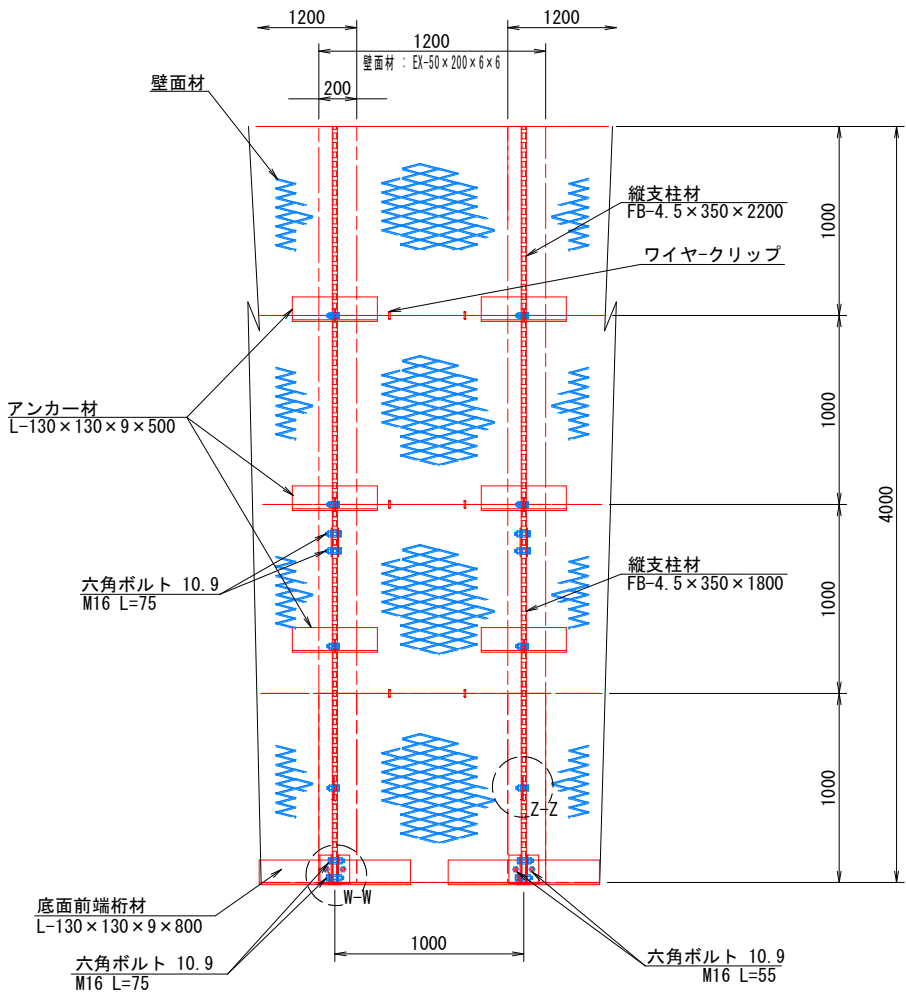 1200
1200
1200
壁面材 : EX-50×200×6×6
200
壁面材
縦支柱材
FB-4.5×350×2200
ワイヤ-クリップ
1000
アンカー材
L-130×130×9×500
1000
4000
六角ボルト 10.9
M16 L=75
縦支柱材
FB-4.5×350×1800
1000
Z-Z
1000
W-W
底面前端桁材
L-130×130×9×800
1000
六角ボルト 10.9
M16 L=75
六角ボルト 10.9
M16 L=55